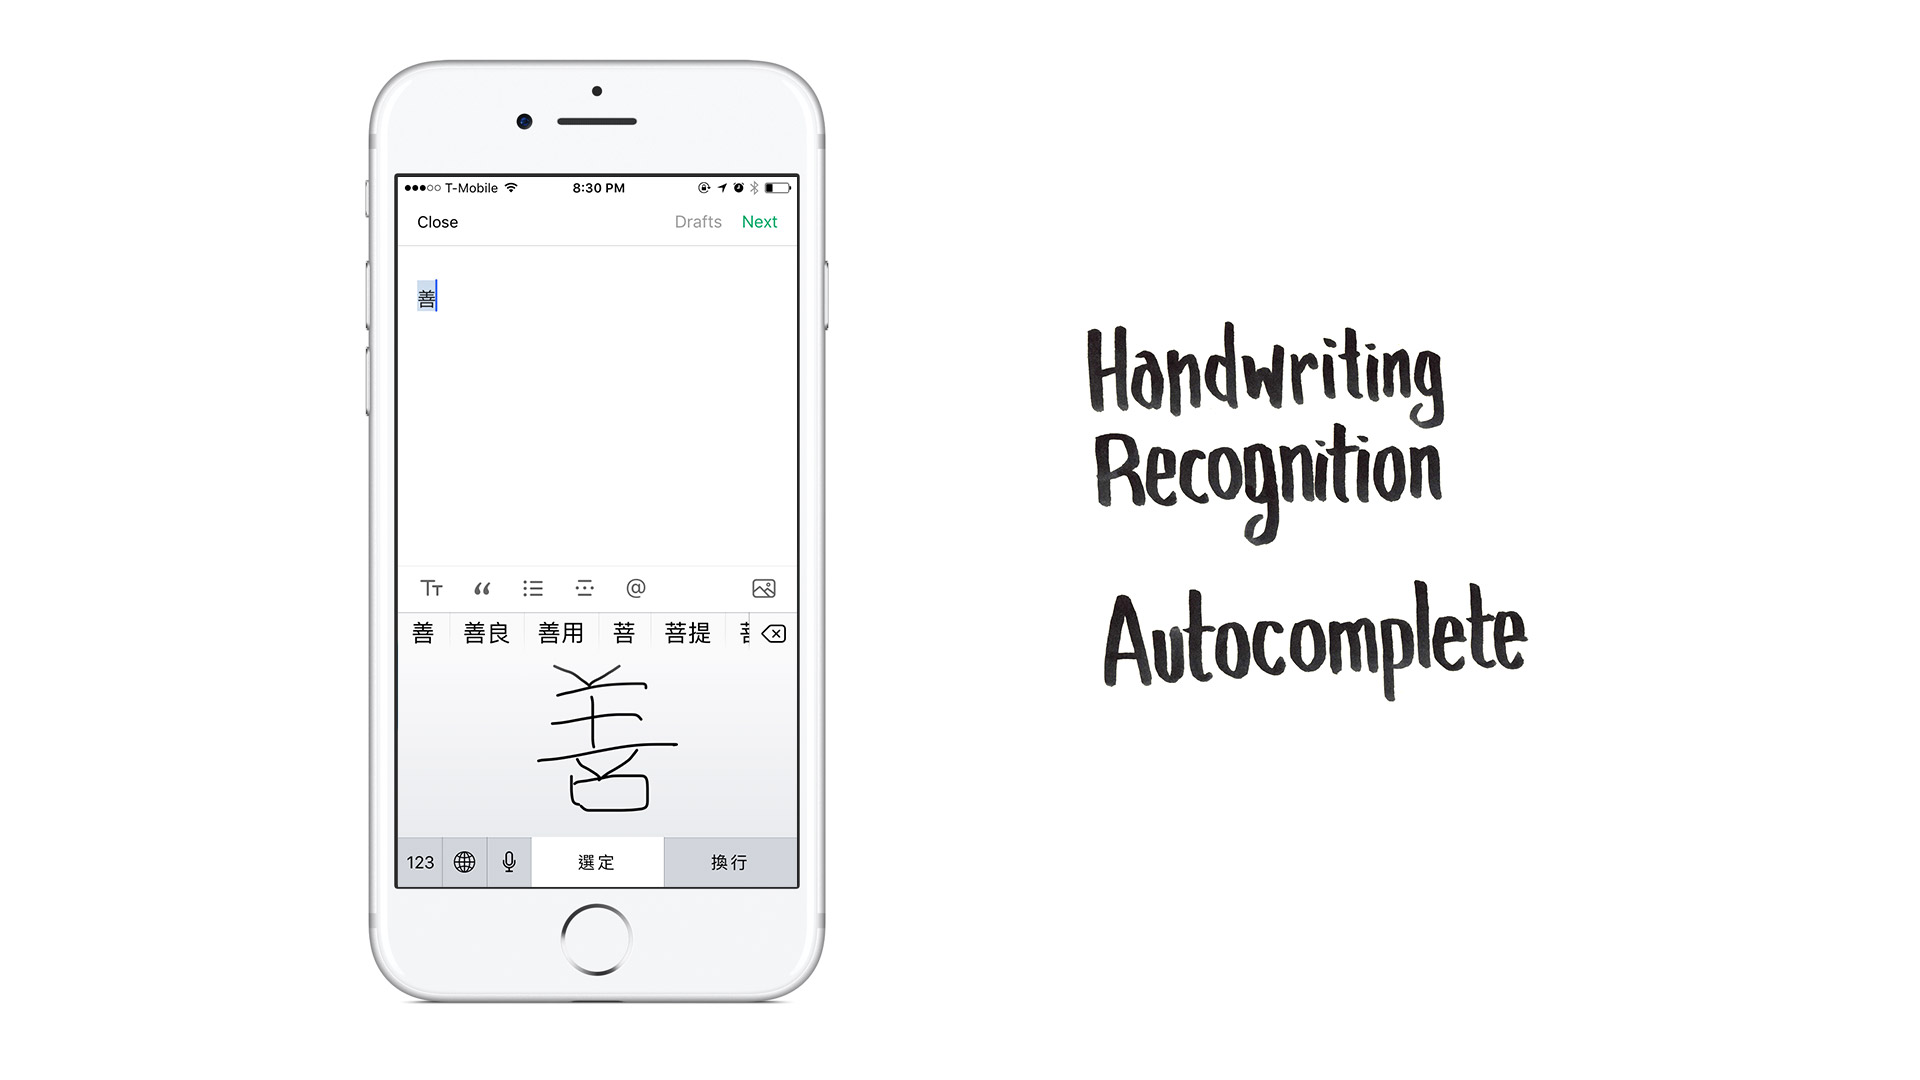 T-Mobile 8:30 PM
Close Drafts Next
善
TT “ @
善 善良 善用 菩 菩提
善
123 選定 換行
Handwriting
Recognition
Autocomplete